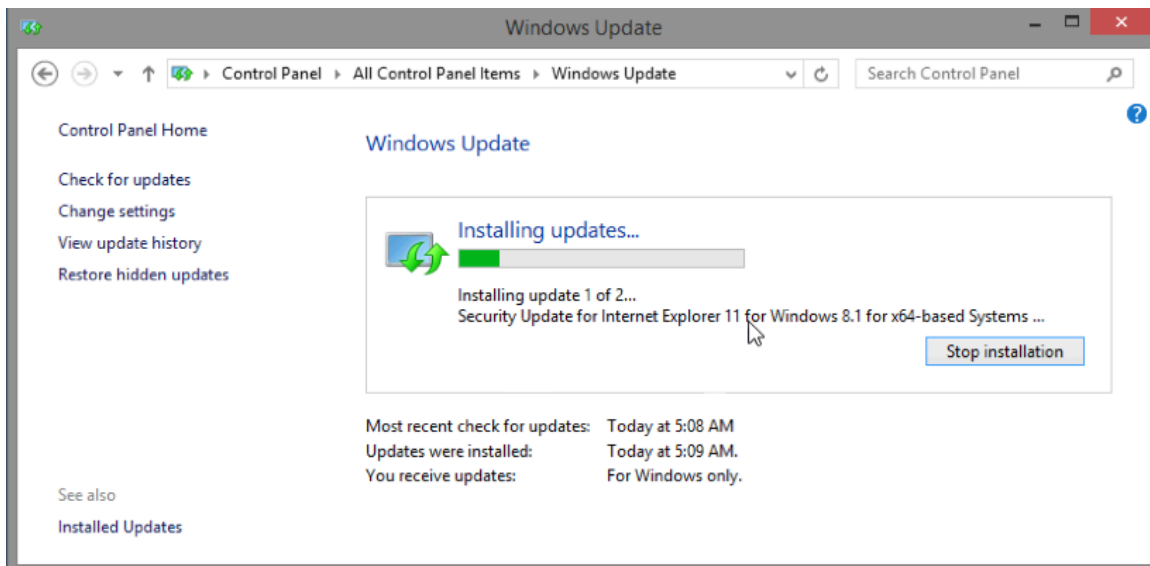 Windows Update
Control Panel All Control Panel Items Windows Update Search Control Panel
Control Panel Home
Check for updates
Change settings
View update history
Restore hidden updates
See also
Installed Updates
Windows Update
Installing updates...
Installing update 1 of 2...
Security Update for Internet Explorer 11 for Windows 8.1 for x64-based Systems ...
Stop installation
Most recent check for updates: Today at 5:08 AM
Updates were installed: Today at 5:09 AM.
You receive updates: For Windows only.